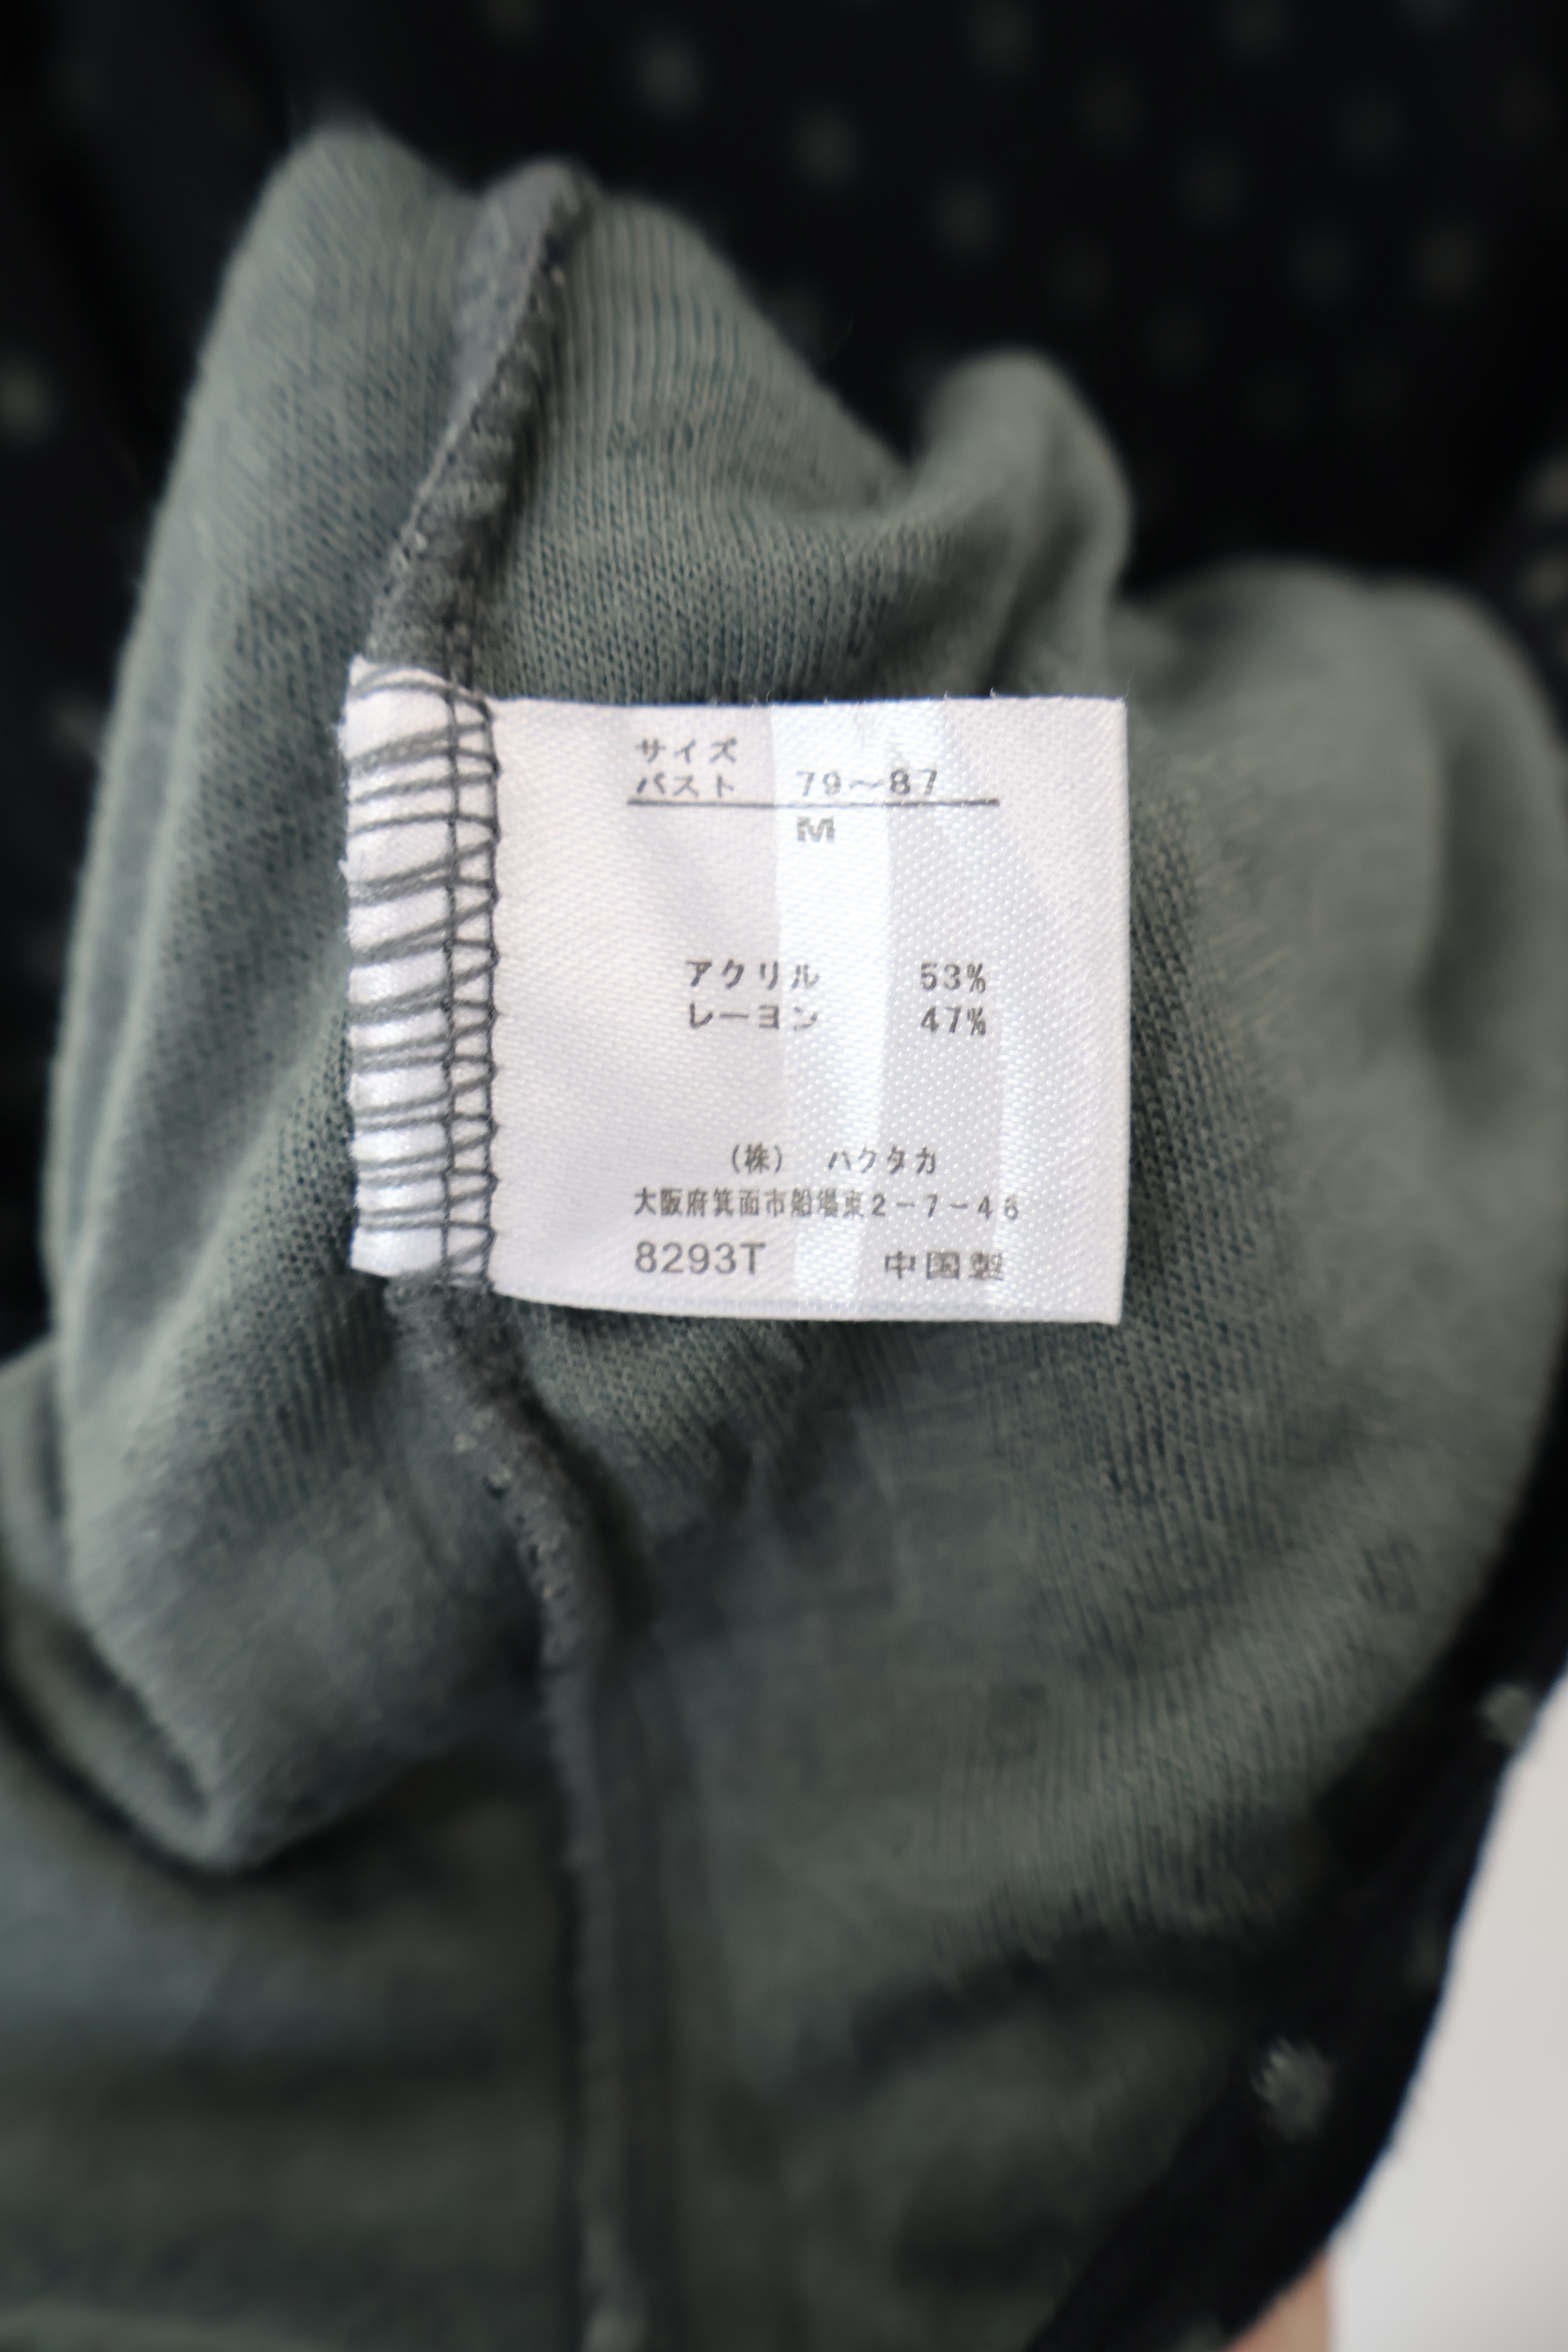 サイズ
バスト 79~87
M
アクリル 53%
レーヨン 47%
(株) ハクタカ
大阪府箕面市船場東2-7-46
8293T 中国製